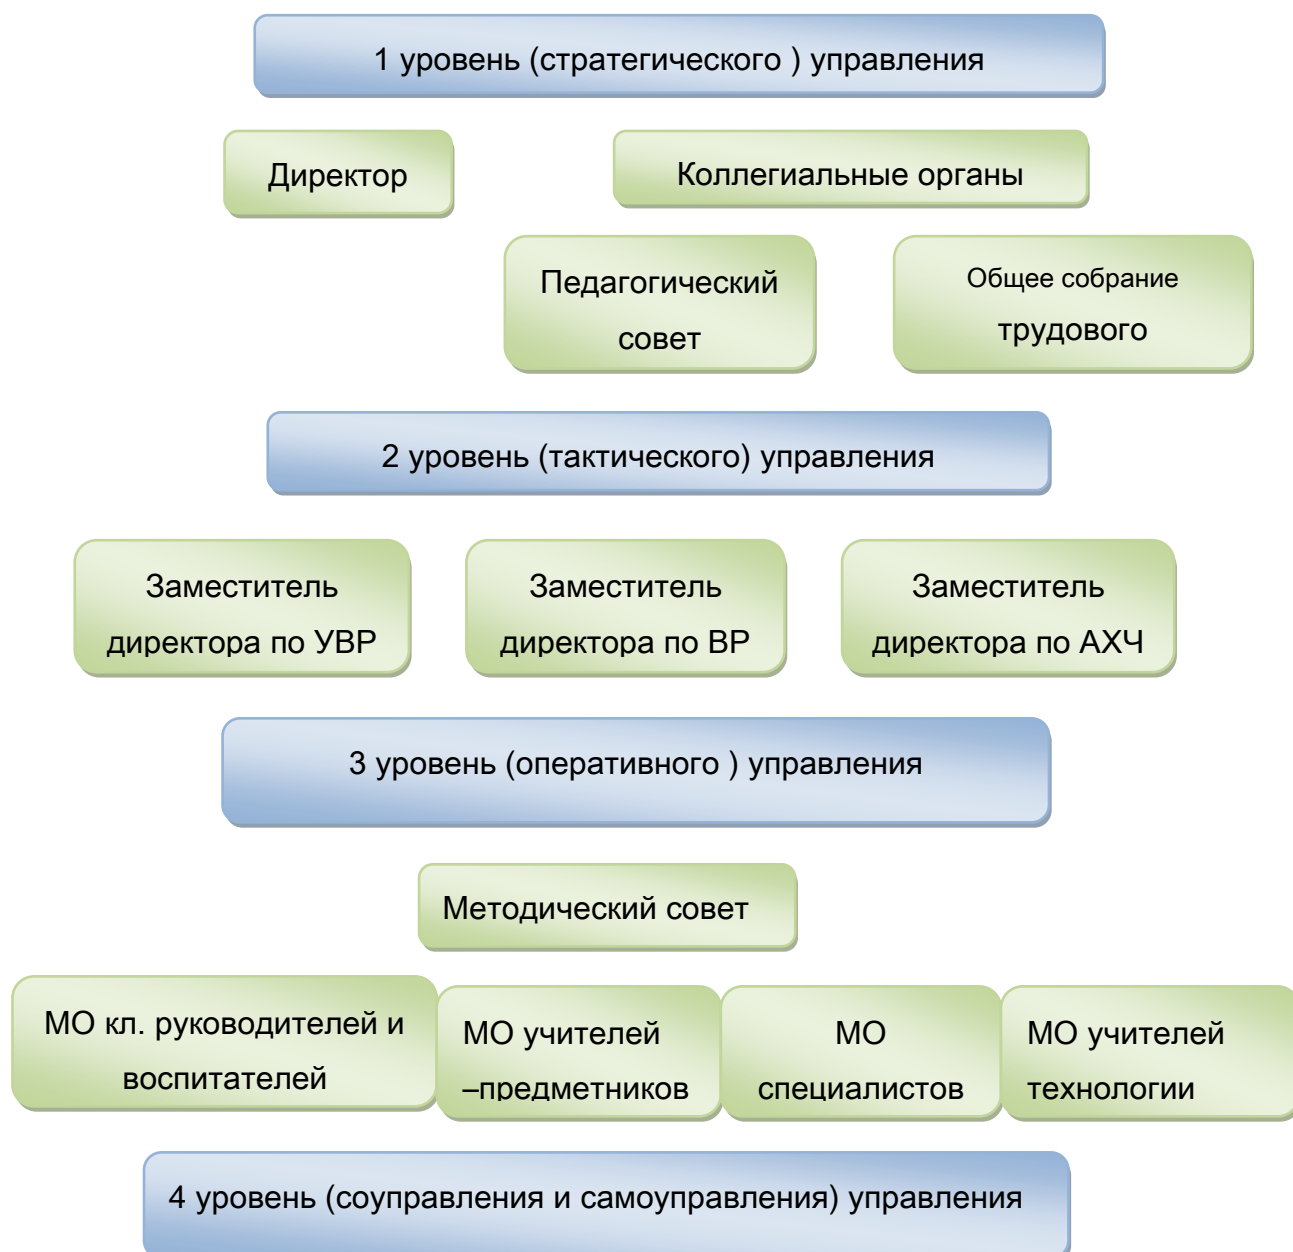 1 уровень (стратегического ) управления
Директор
Коллегиальные органы
Педагогический
совет
Общее собрание
трудового
2 уровень (тактического) управления
Заместитель
директора по УВР
Заместитель
директора по ВР
Заместитель
директора по АХЧ
3 уровень (оперативного ) управления
Методический совет
МО кл. руководителей и
воспитателей
МО учителей
–предметников
МО
специалистов
МО учителей
технологии
4 уровень (соуправления и самоуправления) управления